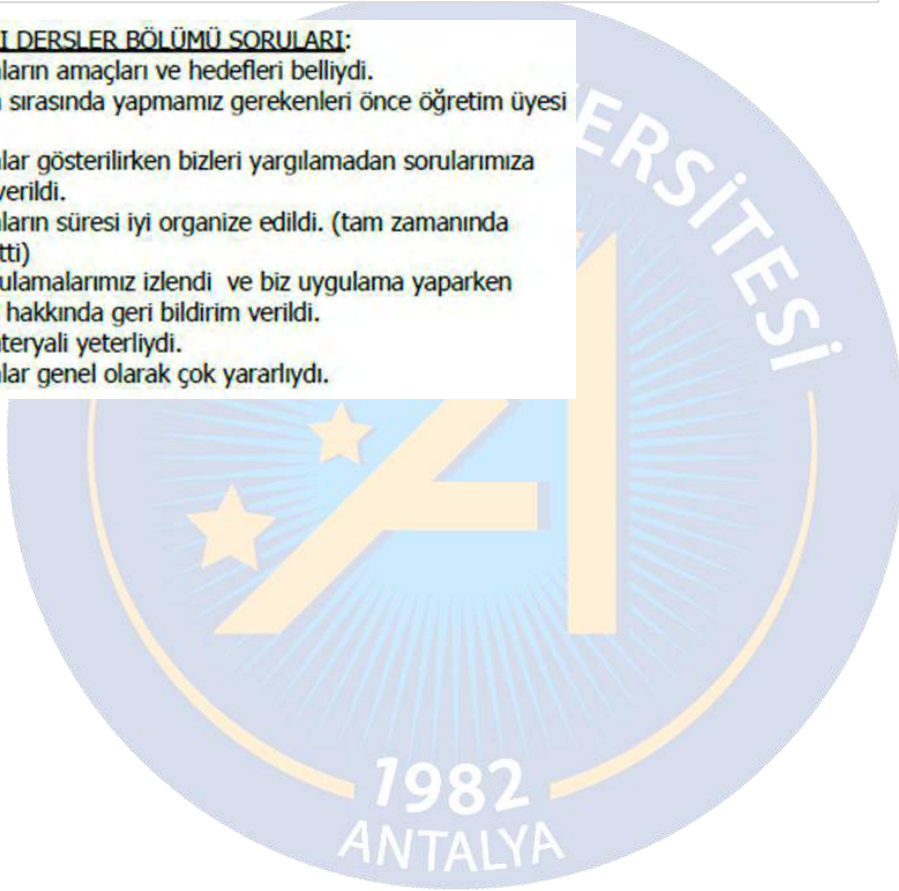 I DERSLER BÖLÜMÜ SORULARI:
ların amaçları ve hedefleri belliydi.
sırasında yapmamız gerekenleri önce öğretim üyesi
lar gösterilirken bizleri yargılamadan sorularımıza
verildi.
ların süresi iyi organize edildi. (tam zamanında
tti)
ulamalarımız izlendi ve biz uygulama yaparken
hakkında geri bildirim verildi.
teryali yeterliydi.
lar genel olarak çok yararlıydı.
ERSİTESİ
1982
ANTALYA